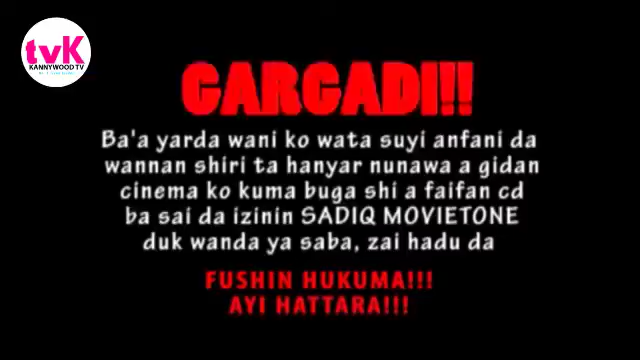 tvK
KANNYWOOD TV
GARGADI!!
Ba'a yarda wani ko wata suyi anfani da
wannan shiri ta hanyar nunawa a gidan
cinema ko kuma buga shi a faifan cd
ba sai da izinin SADIQ MOVIETONE
duk wanda ya saba, zai hadu da
FUSHIN HUKUMA!!!
AYI HATTARA!!!